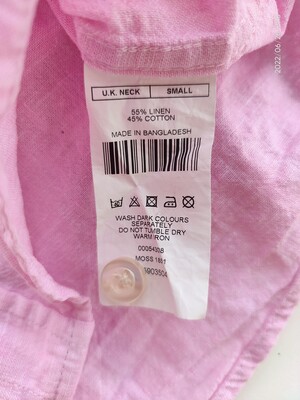 U.K. NECK SMALL
55% LINEN
45% COTTON
MADE IN BANGLADESH
WASH DARK COLOURS
SEPARATELY
DO NOT TUMBLE DRY
WARM IRON
MOSS